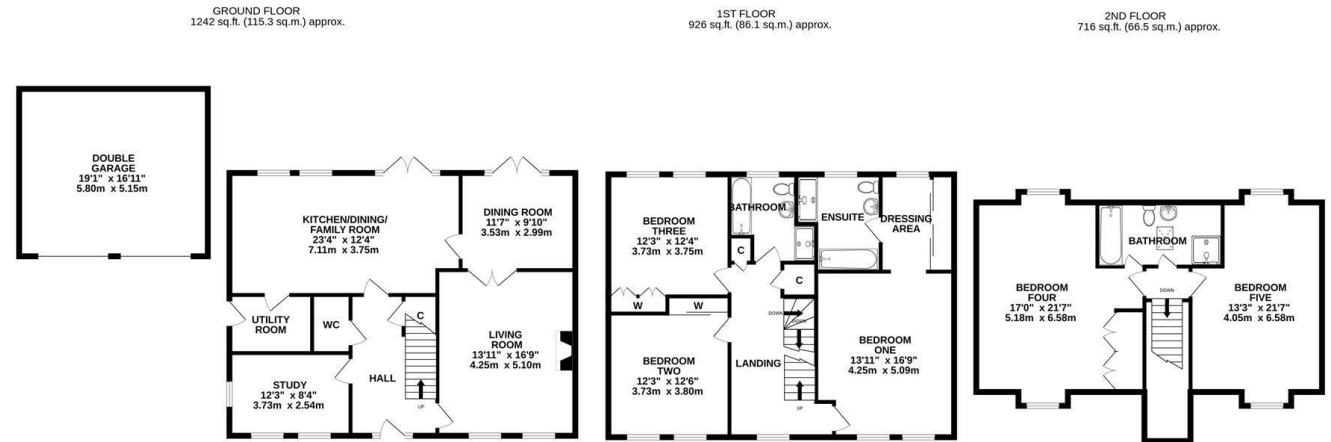 GROUND FLOOR
1242 sq.ft. (115.3 sq.m.) approx.
1ST FLOOR
926 sq.ft. (86.1 sq.m.) approx.
2ND FLOOR
716 sq.ft. (66.5 sq.m.) approx.
DOUBLE
GARAGE
19'1" x 16'11"
5.80m x 5.15m
KITCHEN/DINING/
FAMILY ROOM
23'4" x 12'4"
7.11m x 3.75m
DINING ROOM
11'7" x 9'10"
3.53m x 2.99m
UTILITY
ROOM
WC
C
LIVING
ROOM
13'11" x 16'9"
4.25m x 5.10m
STUDY
12'3" x 8'4"
3.73m x 2.54m
HALL
UP
BEDROOM
THREE
12'3" x 12'4"
3.73m x 3.75m
BATHROOM
ENSUITE
DRESSING
AREA
C
C
W
W
DOWN
DOWN
BEDROOM
TWO
12'3" x 12'6"
3.73m x 3.80m
LANDING
UP
BEDROOM
ONE
13'11" x 16'9"
4.25m x 5.09m
BATHROOM
BEDROOM
FOUR
17'0" x 21'7"
5.18m x 6.58m
DOWN
BEDROOM
FIVE
13'3" x 21'7"
4.05m x 6.58m